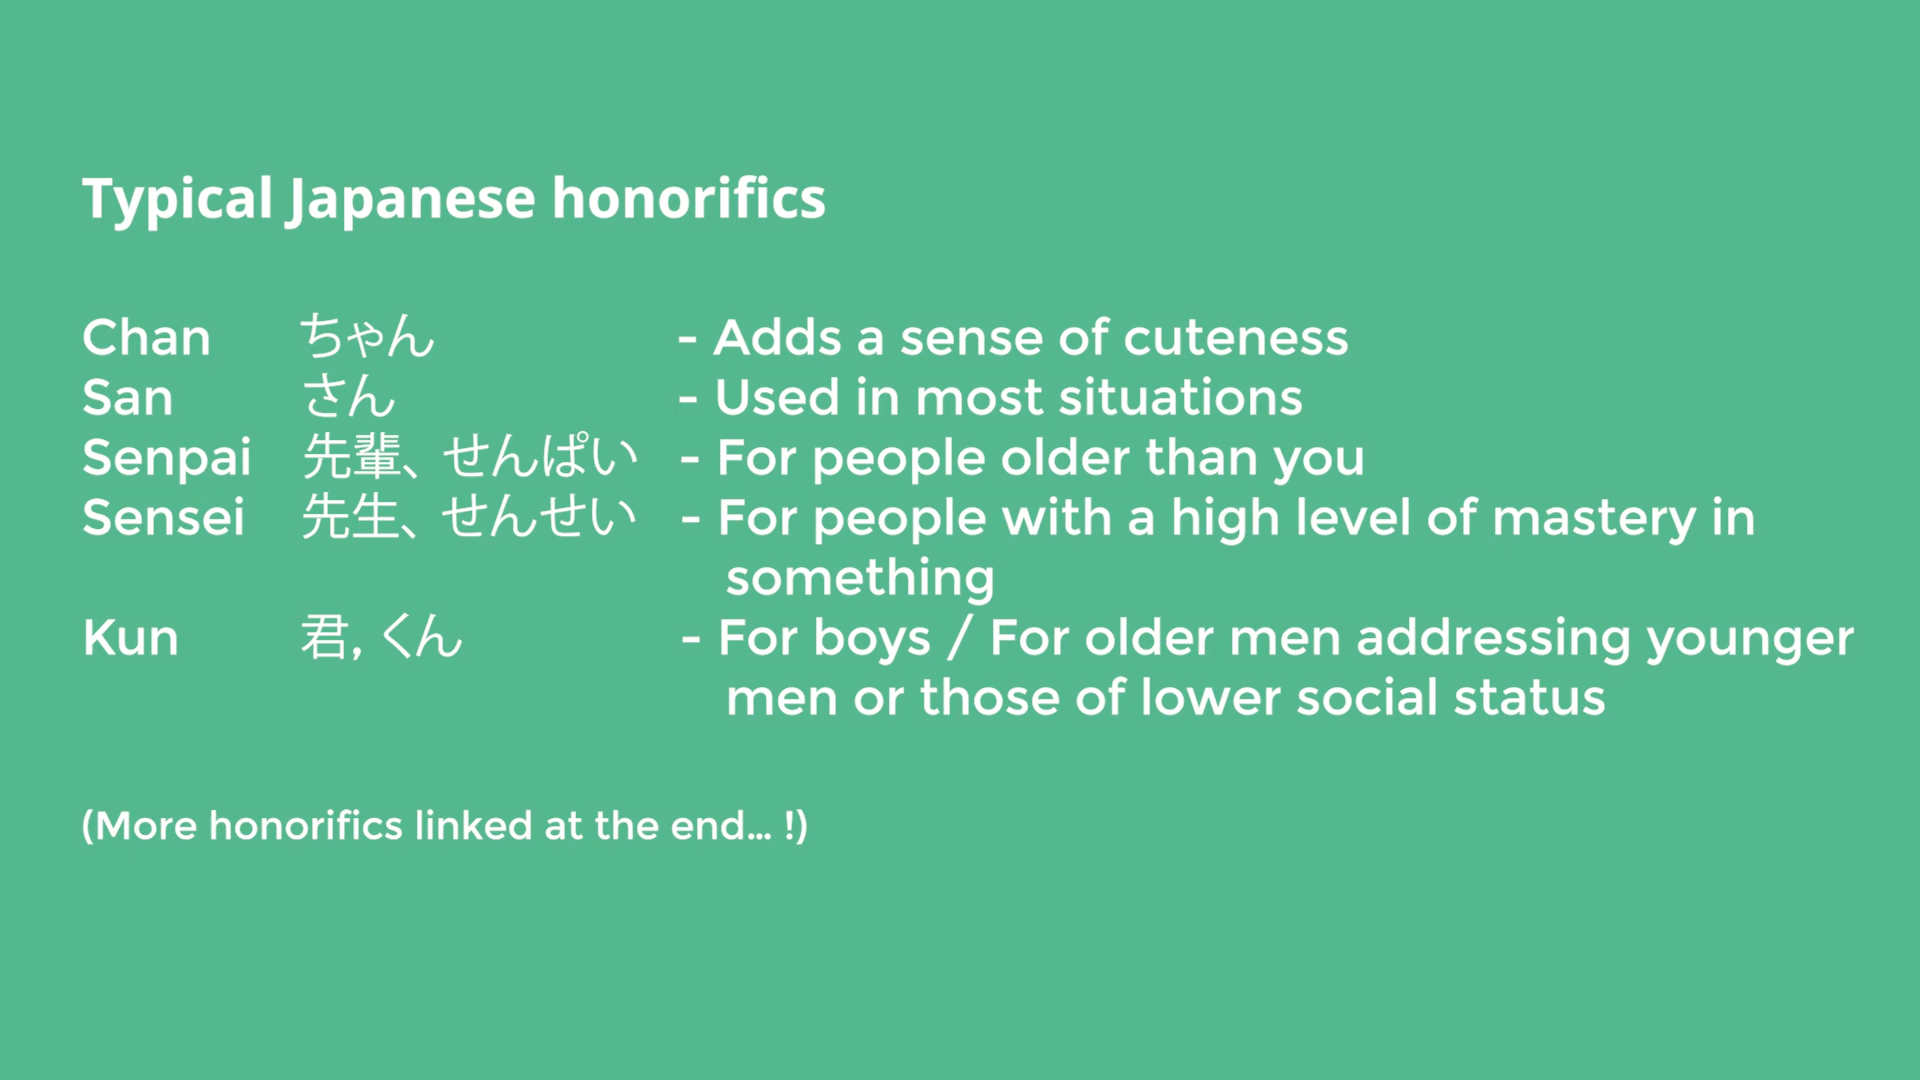 Typical Japanese honorifics
Chan ちゃん - Adds a sense of cuteness
San さん - Used in most situations
Senpai 先輩、せんぱい - For people older than you
Sensei 先生、せんせい - For people with a high level of mastery in
something
Kun 君, くん - For boys / For older men addressing younger
men or those of lower social status
(More honorifics linked at the end... !)